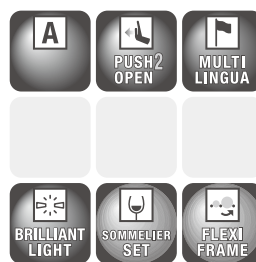 A
PUSH2
OPEN
MULTI
LINGUA
BRILLIANT
LIGHT
SOMMELIER
SET
FLEXI
FRAME